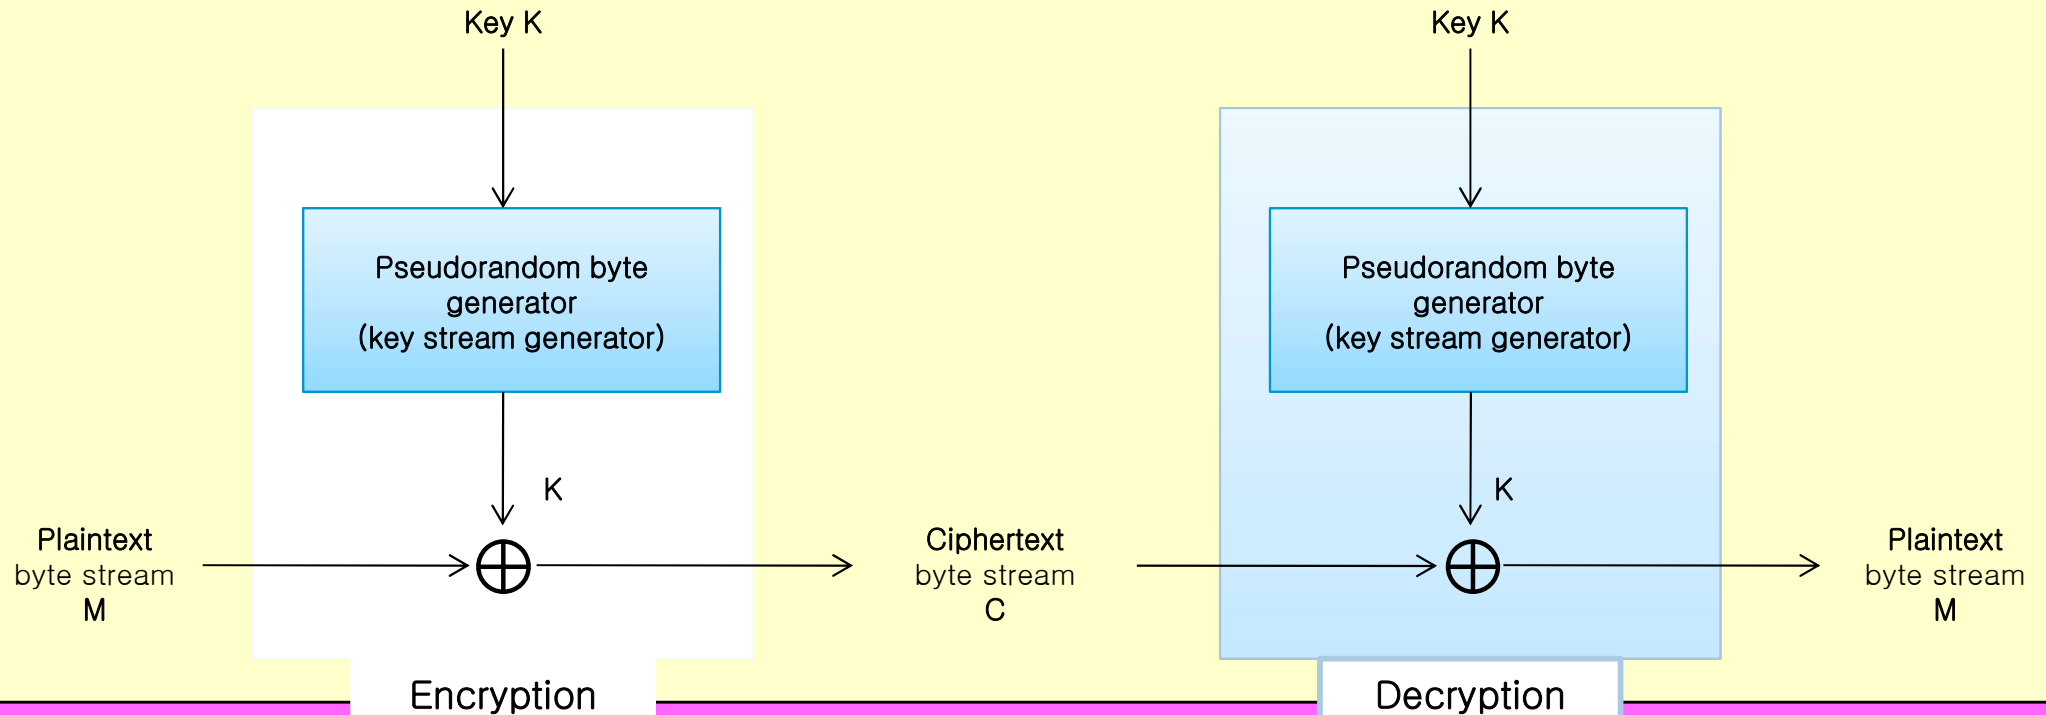 Key K
Pseudorandom byte
generator
(key stream generator)
K
Plaintext
byte stream
M
Ciphertext
byte stream
C
Encryption
Key K
Pseudorandom byte
generator
(key stream generator)
K
Plaintext
byte stream
M
Decryption